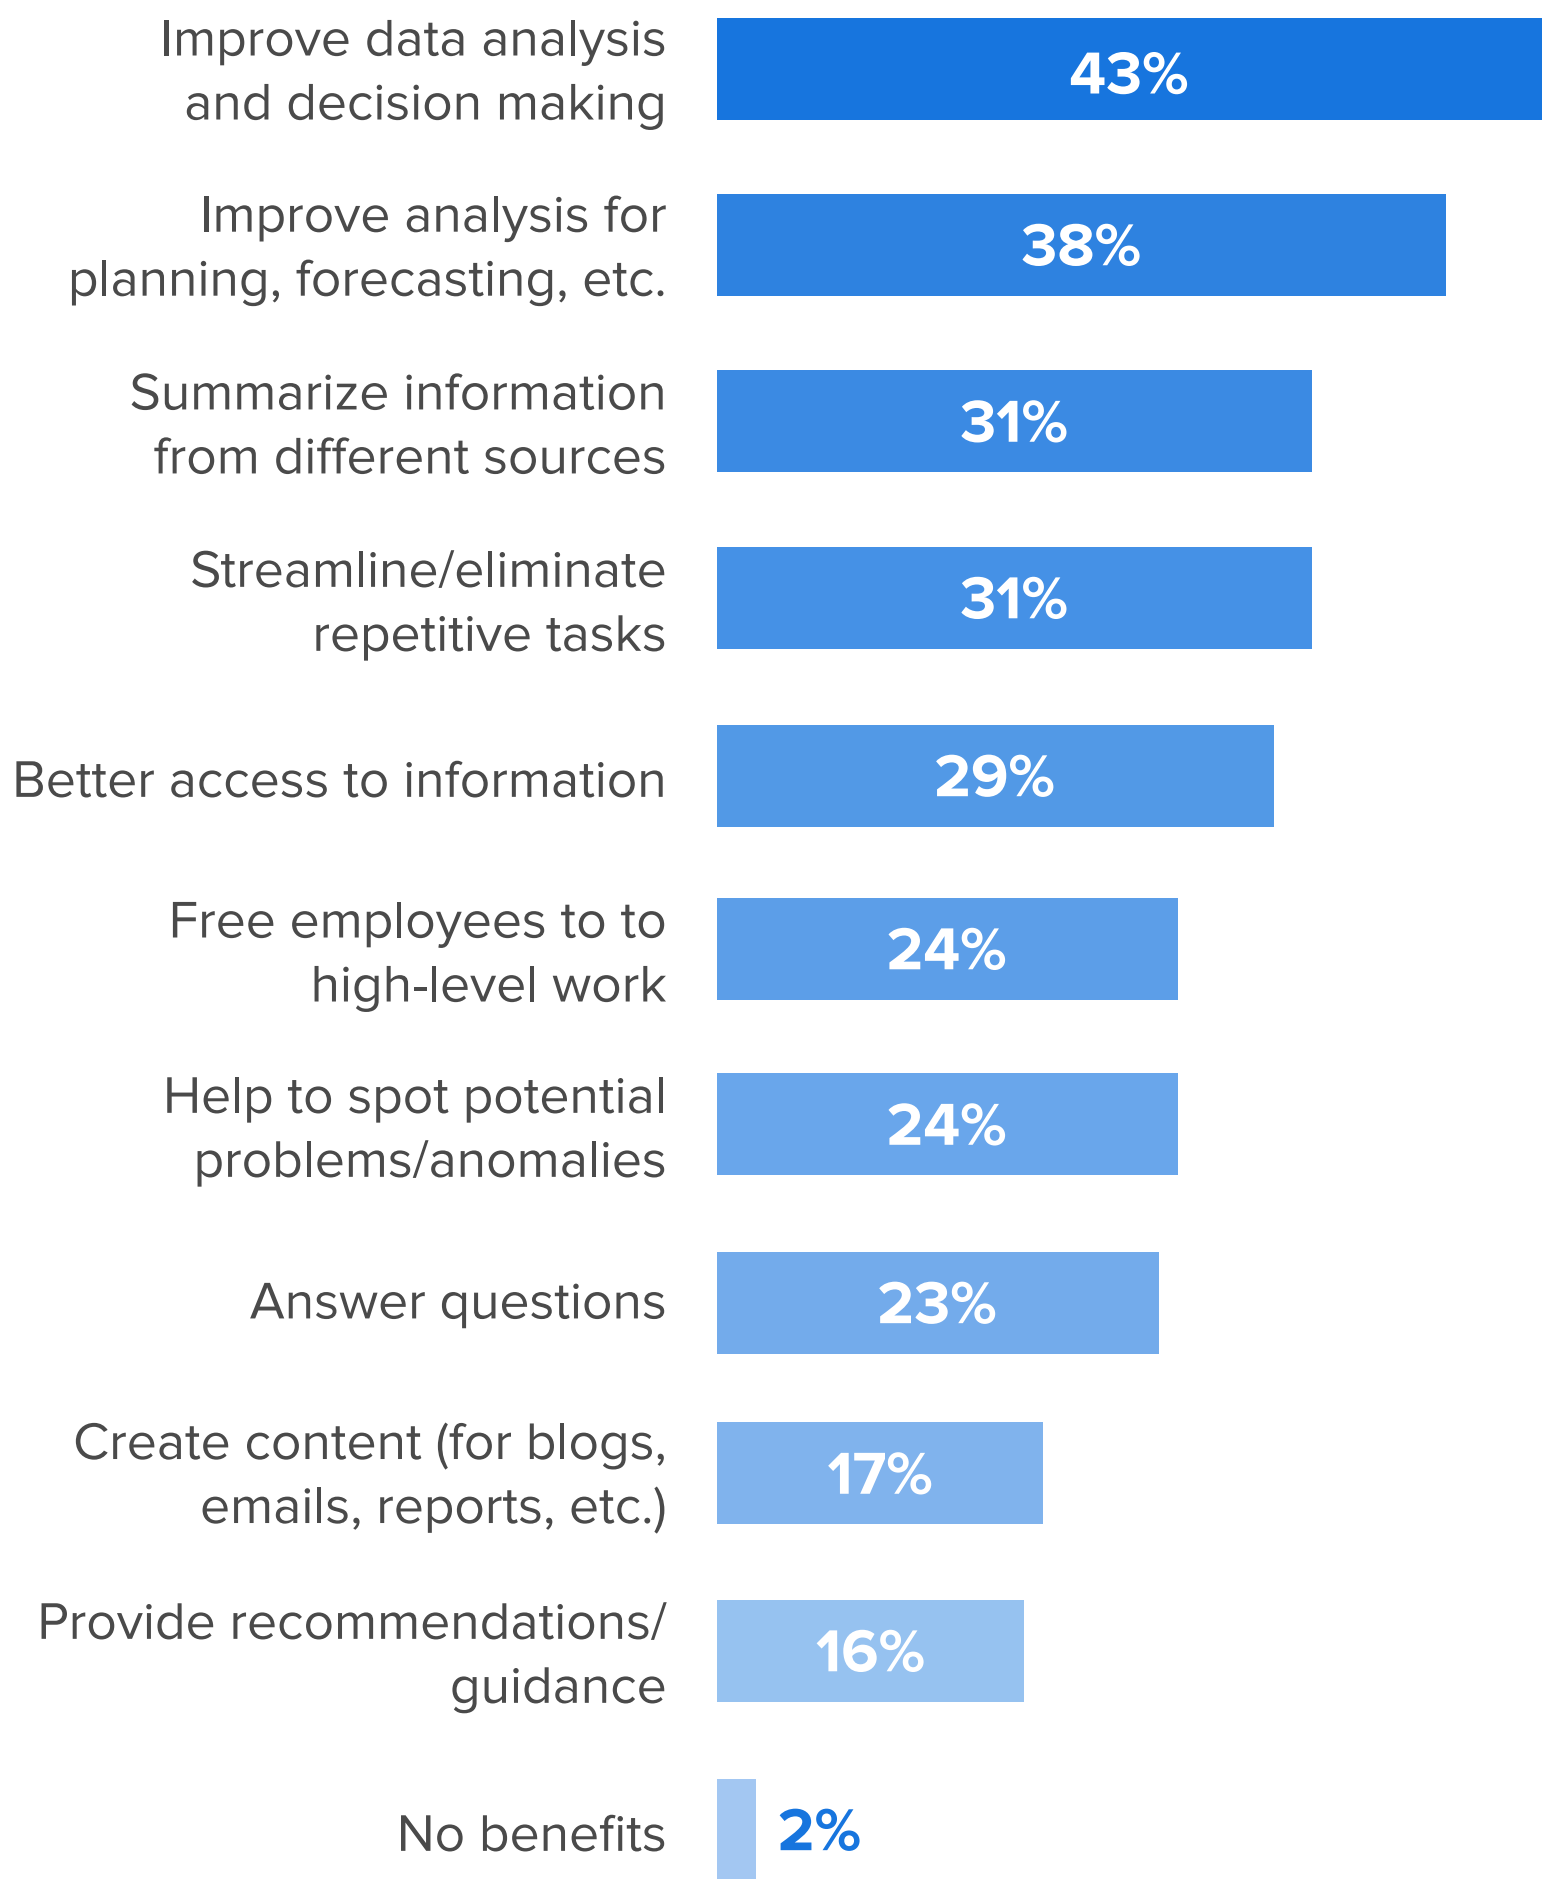 Improve data analysis
and decision making
43%
Improve analysis for
planning, forecasting, etc.
38%
Summarize information
from different sources
31%
Streamline/eliminate
repetitive tasks
31%
Better access to information
29%
Free employees to to
high-level work
24%
Help to spot potential
problems/anomalies
24%
Answer questions
23%
Create content (for blogs,
emails, reports, etc.)
17%
Provide recommendations/
guidance
16%
No benefits
2%